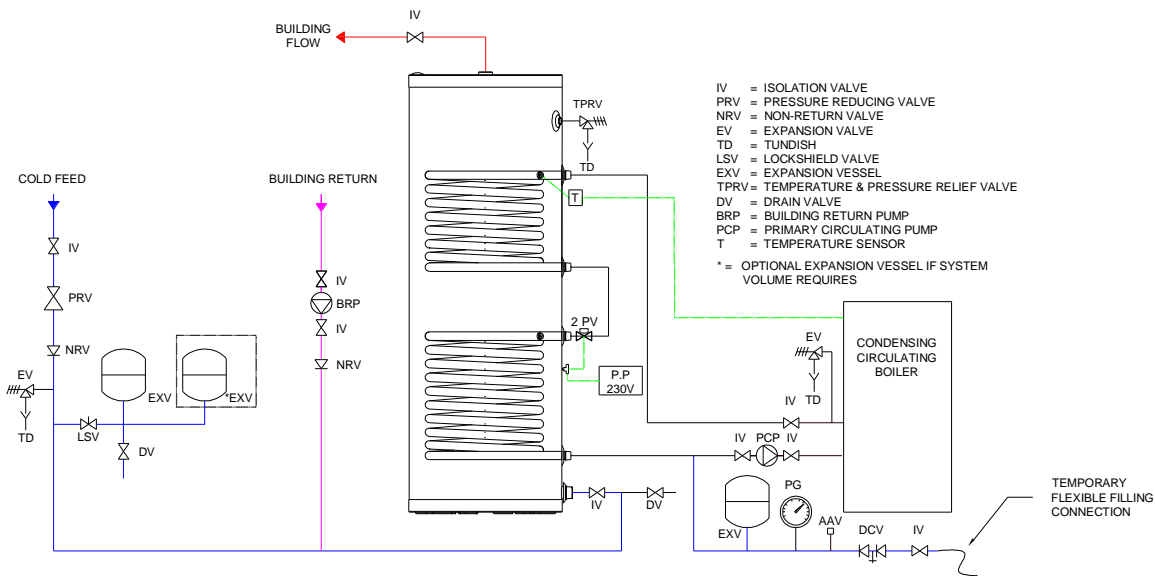 IV
BUILDING
FLOW
IV = ISOLATION VALVE
PRV = PRESSURE REDUCING VALVE
NRV = NON-RETURN VALVE
EV = EXPANSION VALVE
TD = TUNDISH
LSV = LOCKSHIELD VALVE
EXV = EXPANSION VESSEL
TPRV= TEMPERATURE & PRESSURE RELIEF VALVE
DV = DRAIN VALVE
BRP = BUILDING RETURN PUMP
PCP = PRIMARY CIRCULATING PUMP
T = TEMPERATURE SENSOR
* = OPTIONAL EXPANSION VESSEL IF SYSTEM
VOLUME REQUIRES
TPRV
TD
COLD FEED
BUILDING RETURN
T
IV
PRV
NRV
EV
TD
LSV
EXV
*EXV
DV
IV
BRP
IV
NRV
2 PV
P.P
230V
EV
TD
CONDENSING
CIRCULATING
BOILER
IV
IV PCP IV
IV
DV
EXV
PG
AAV
DCV
IV
TEMPORARY
FLEXIBLE FILLING
CONNECTION